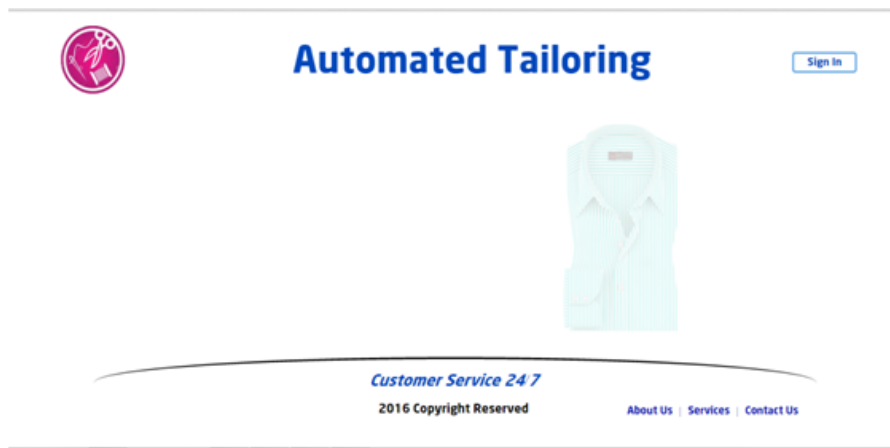 Automated Tailoring
Sign In
Customer Service 24/7
2016 Copyright Reserved
About Us | Services | Contact Us